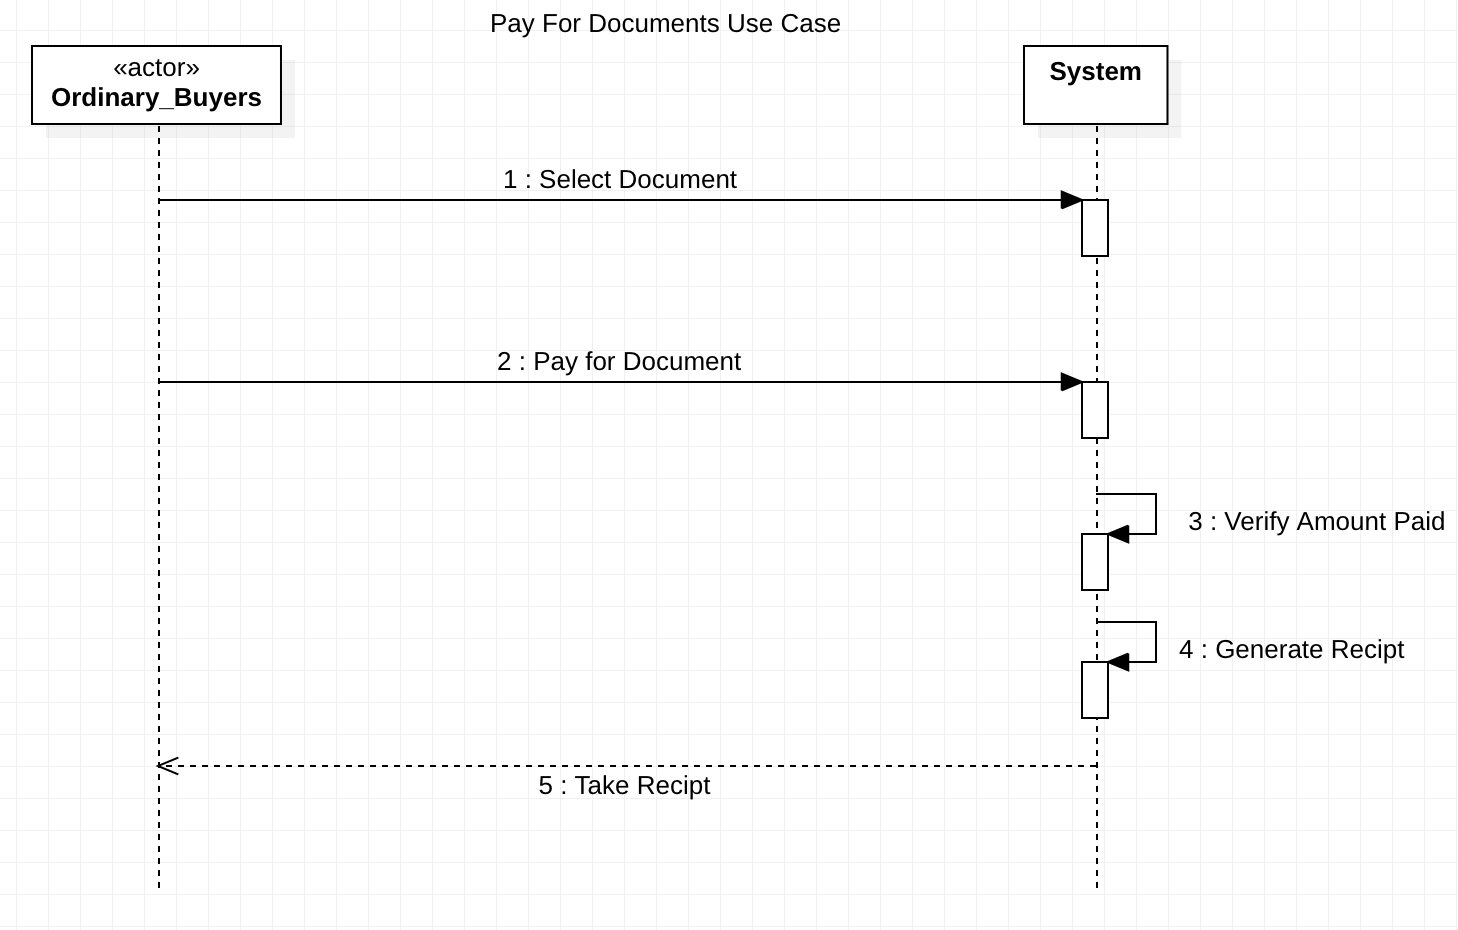 Pay For Documents Use Case
«actor»
Ordinary_Buyers
System
1 : Select Document
2 : Pay for Document
3 : Verify Amount Paid
4 : Generate Recipt
5 : Take Recipt